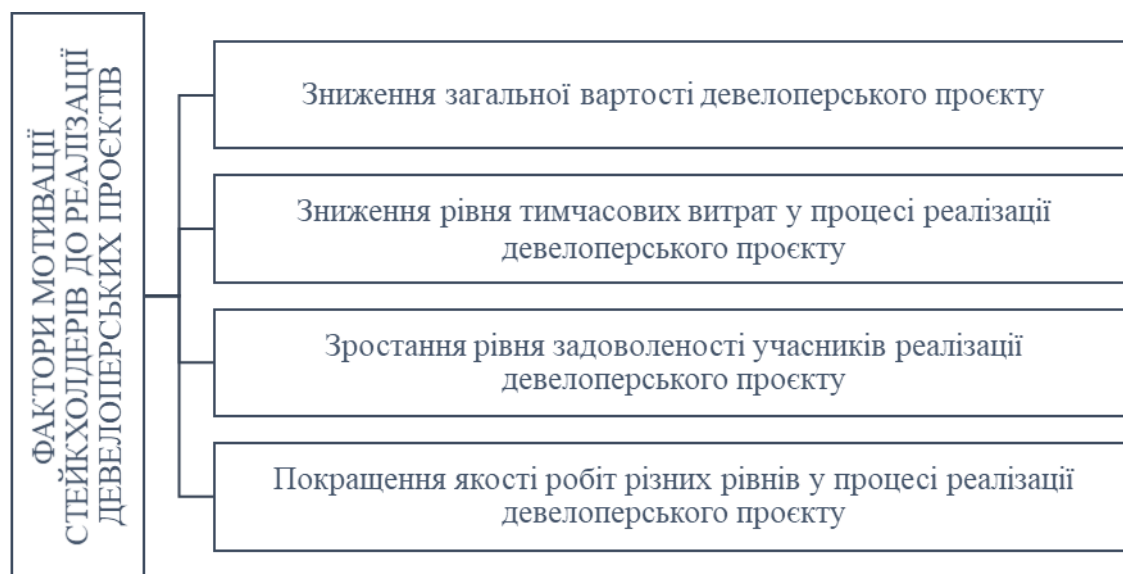 ФАКТОРИ МОТИВАЦІЇ
СТЕЙКХОЛДЕРІВ ДО РЕАЛІЗАЦІЇ
ДЕВЕЛОПЕРСЬКИХ ПРОЄКТІВ
Зниження загальної вартості девелоперського проєкту
Зниження рівня тимчасових витрат у процесі реалізації
девелоперського проєкту
Зростання рівня задоволеності учасників реалізації
девелоперського проєкту
Покращення якості робіт різних рівнів у процесі реалізації
девелоперського проєкту